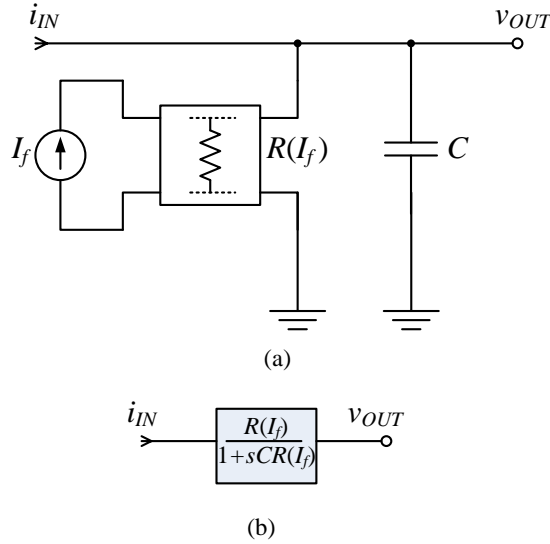 i_IN v_OUT
I_f R(I_f) C
(a)
i_IN R(I_f) v_OUT
1+sCR(I_f)
(b)